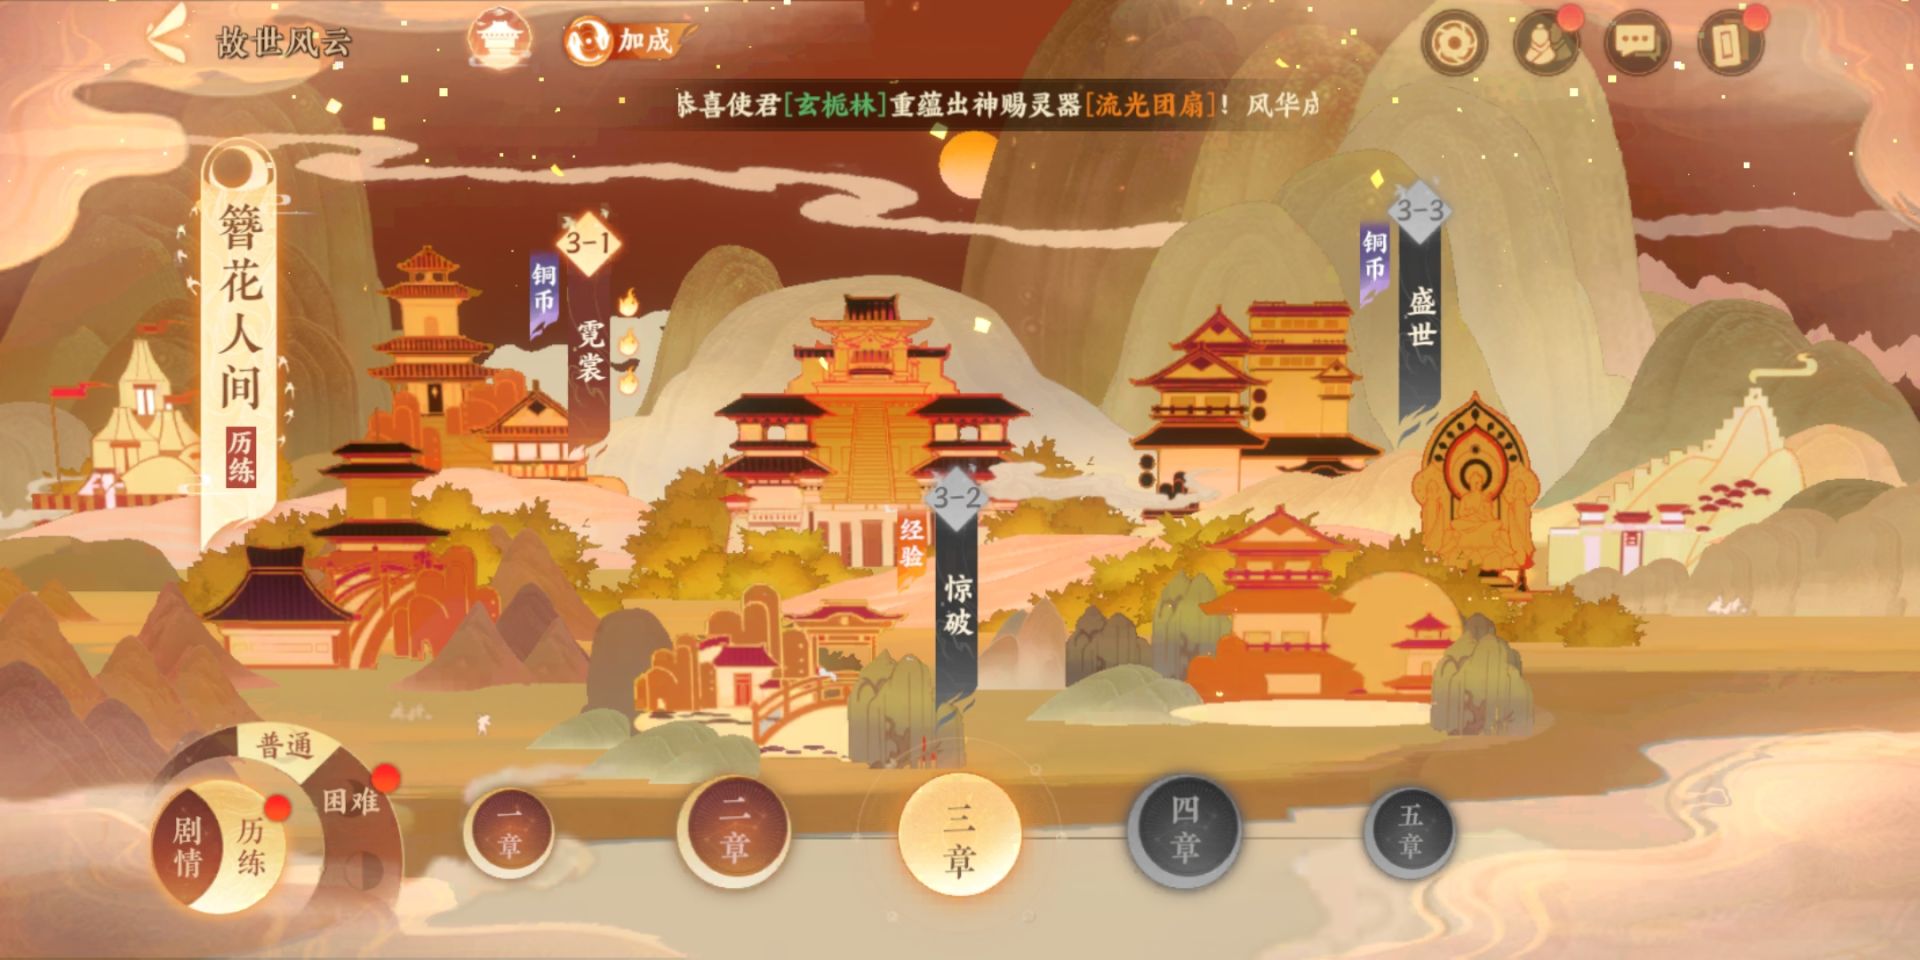 故世风云
加成
恭喜使君[玄栀林]重蕴出神赐灵器[流光团扇]！风华成
簪花人间
历练
3-1
铜币
霓裳
3-2
经验
惊破
3-3
铜币
盛世
普通
困难
剧情
历练
一章
二章
三章
四章
五章